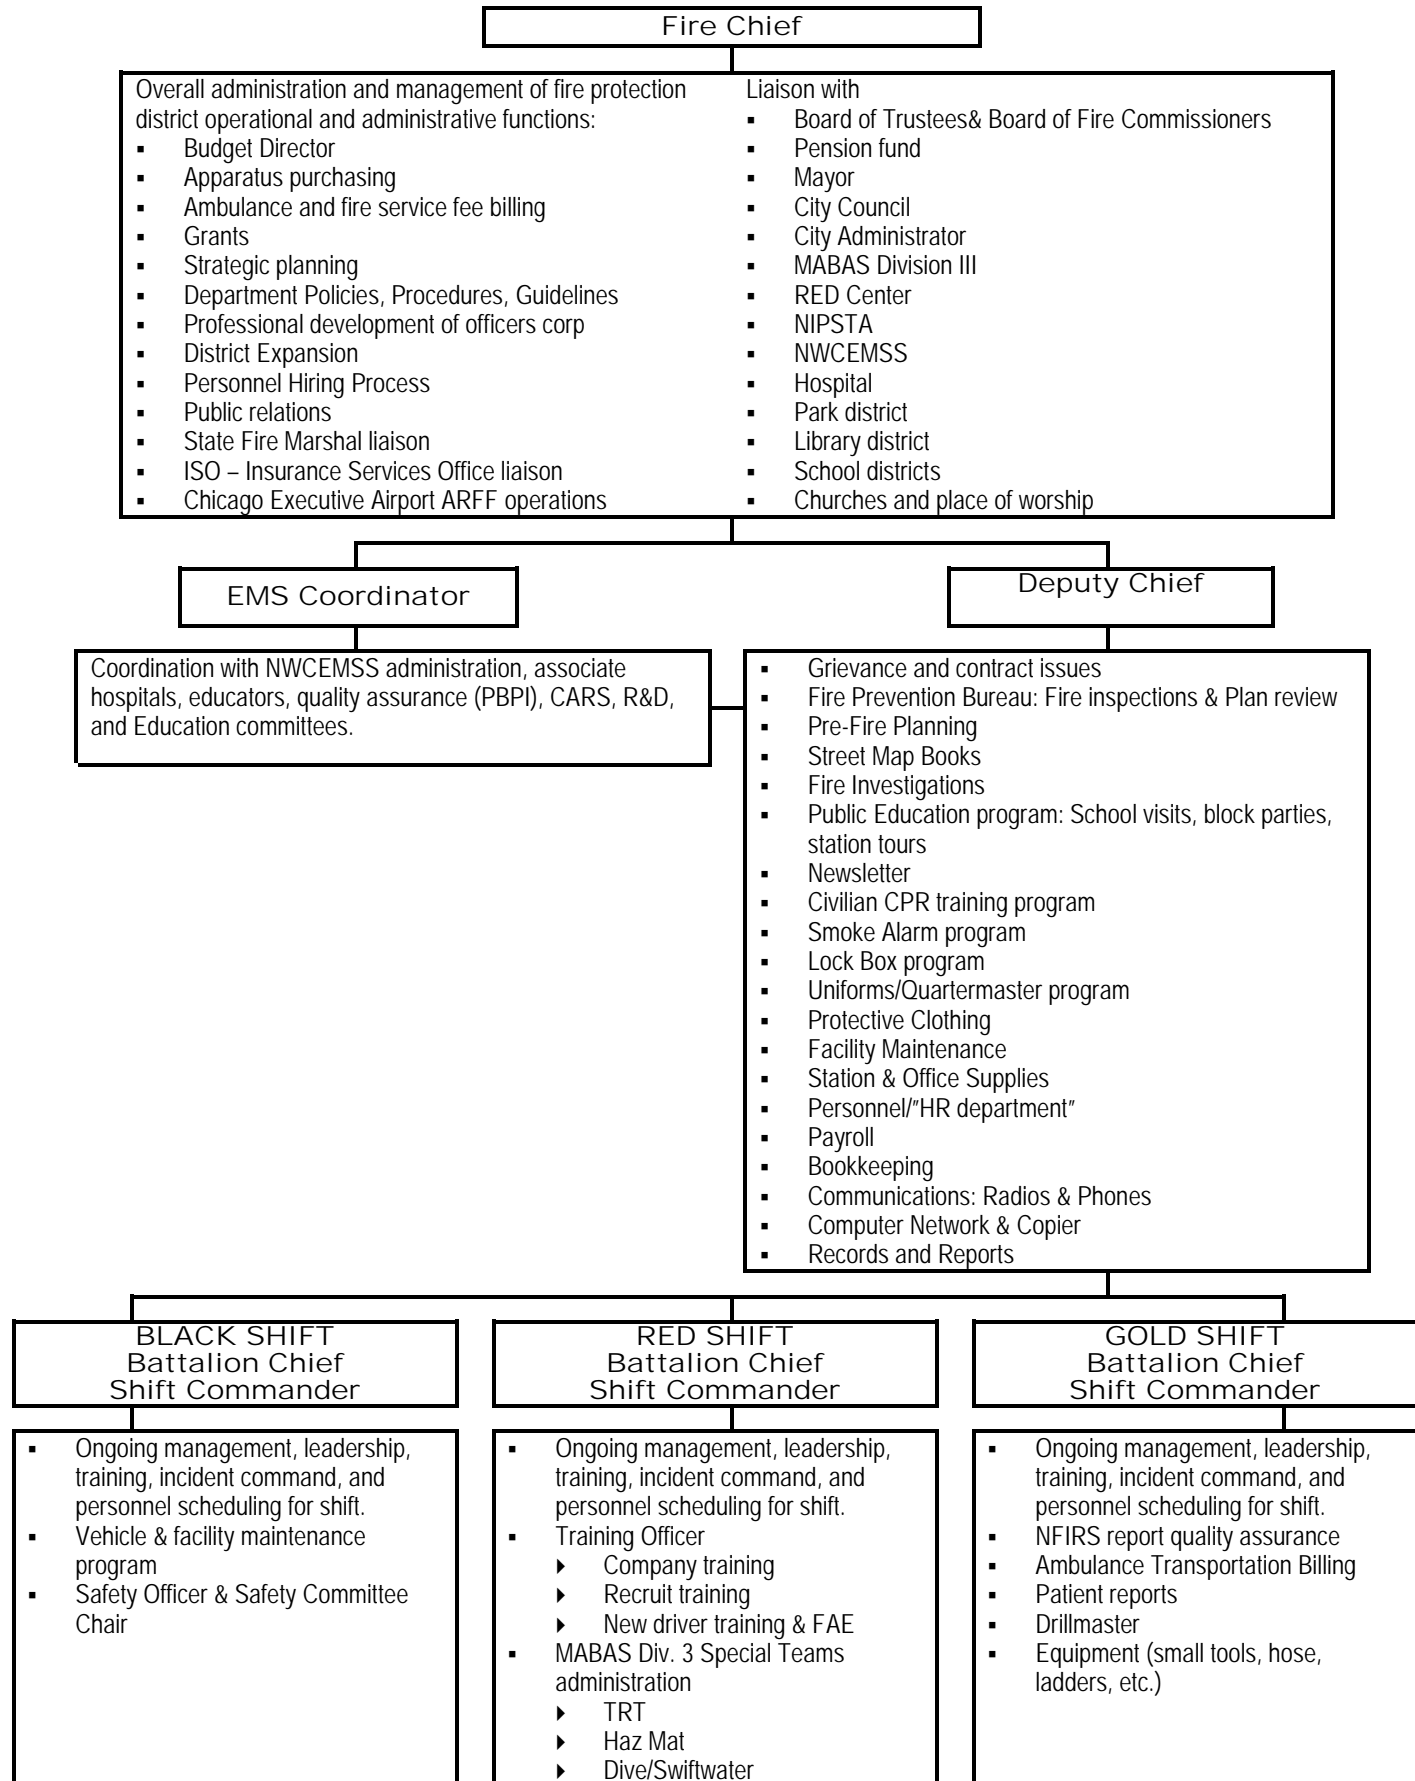 Fire Chief
Overall administration and management of fire protection
district operational and administrative functions:
▪ Budget Director
▪ Apparatus purchasing
▪ Ambulance and fire service fee billing
▪ Grants
▪ Strategic planning
▪ Department Policies, Procedures, Guidelines
▪ Professional development of officers corp
▪ District Expansion
▪ Personnel Hiring Process
▪ Public relations
▪ State Fire Marshal liaison
▪ ISO – Insurance Services Office liaison
▪ Chicago Executive Airport ARFF operations
Liaison with
▪ Board of Trustees& Board of Fire Commissioners
▪ Pension fund
▪ Mayor
▪ City Council
▪ City Administrator
▪ MABAS Division III
▪ RED Center
▪ NIPSTA
▪ NWCEMSS
▪ Hospital
▪ Park district
▪ Library district
▪ School districts
▪ Churches and place of worship
EMS Coordinator
Coordination with NWCEMSS administration, associate
hospitals, educators, quality assurance (PBPI), CARS, R&D,
and Education committees.
Deputy Chief
▪ Grievance and contract issues
▪ Fire Prevention Bureau: Fire inspections & Plan review
▪ Pre-Fire Planning
▪ Street Map Books
▪ Fire Investigations
▪ Public Education program: School visits, block parties,
station tours
▪ Newsletter
▪ Civilian CPR training program
▪ Smoke Alarm program
▪ Lock Box program
▪ Uniforms/Quartermaster program
▪ Protective Clothing
▪ Facility Maintenance
▪ Station & Office Supplies
▪ Personnel/"HR department"
▪ Payroll
▪ Bookkeeping
▪ Communications: Radios & Phones
▪ Computer Network & Copier
▪ Records and Reports
BLACK SHIFT
Battalion Chief
Shift Commander
▪ Ongoing management, leadership,
training, incident command, and
personnel scheduling for shift.
▪ Vehicle & facility maintenance
program
▪ Safety Officer & Safety Committee
Chair
RED SHIFT
Battalion Chief
Shift Commander
▪ Ongoing management, leadership,
training, incident command, and
personnel scheduling for shift.
▪ Training Officer
▸ Company training
▸ Recruit training
▸ New driver training & FAE
▪ MABAS Div. 3 Special Teams
administration
▸ TRT
▸ Haz Mat
▸ Dive/Swiftwater
GOLD SHIFT
Battalion Chief
Shift Commander
▪ Ongoing management, leadership,
training, incident command, and
personnel scheduling for shift.
▪ NFIRS report quality assurance
▪ Ambulance Transportation Billing
▪ Patient reports
▪ Drillmaster
▪ Equipment (small tools, hose,
ladders, etc.)